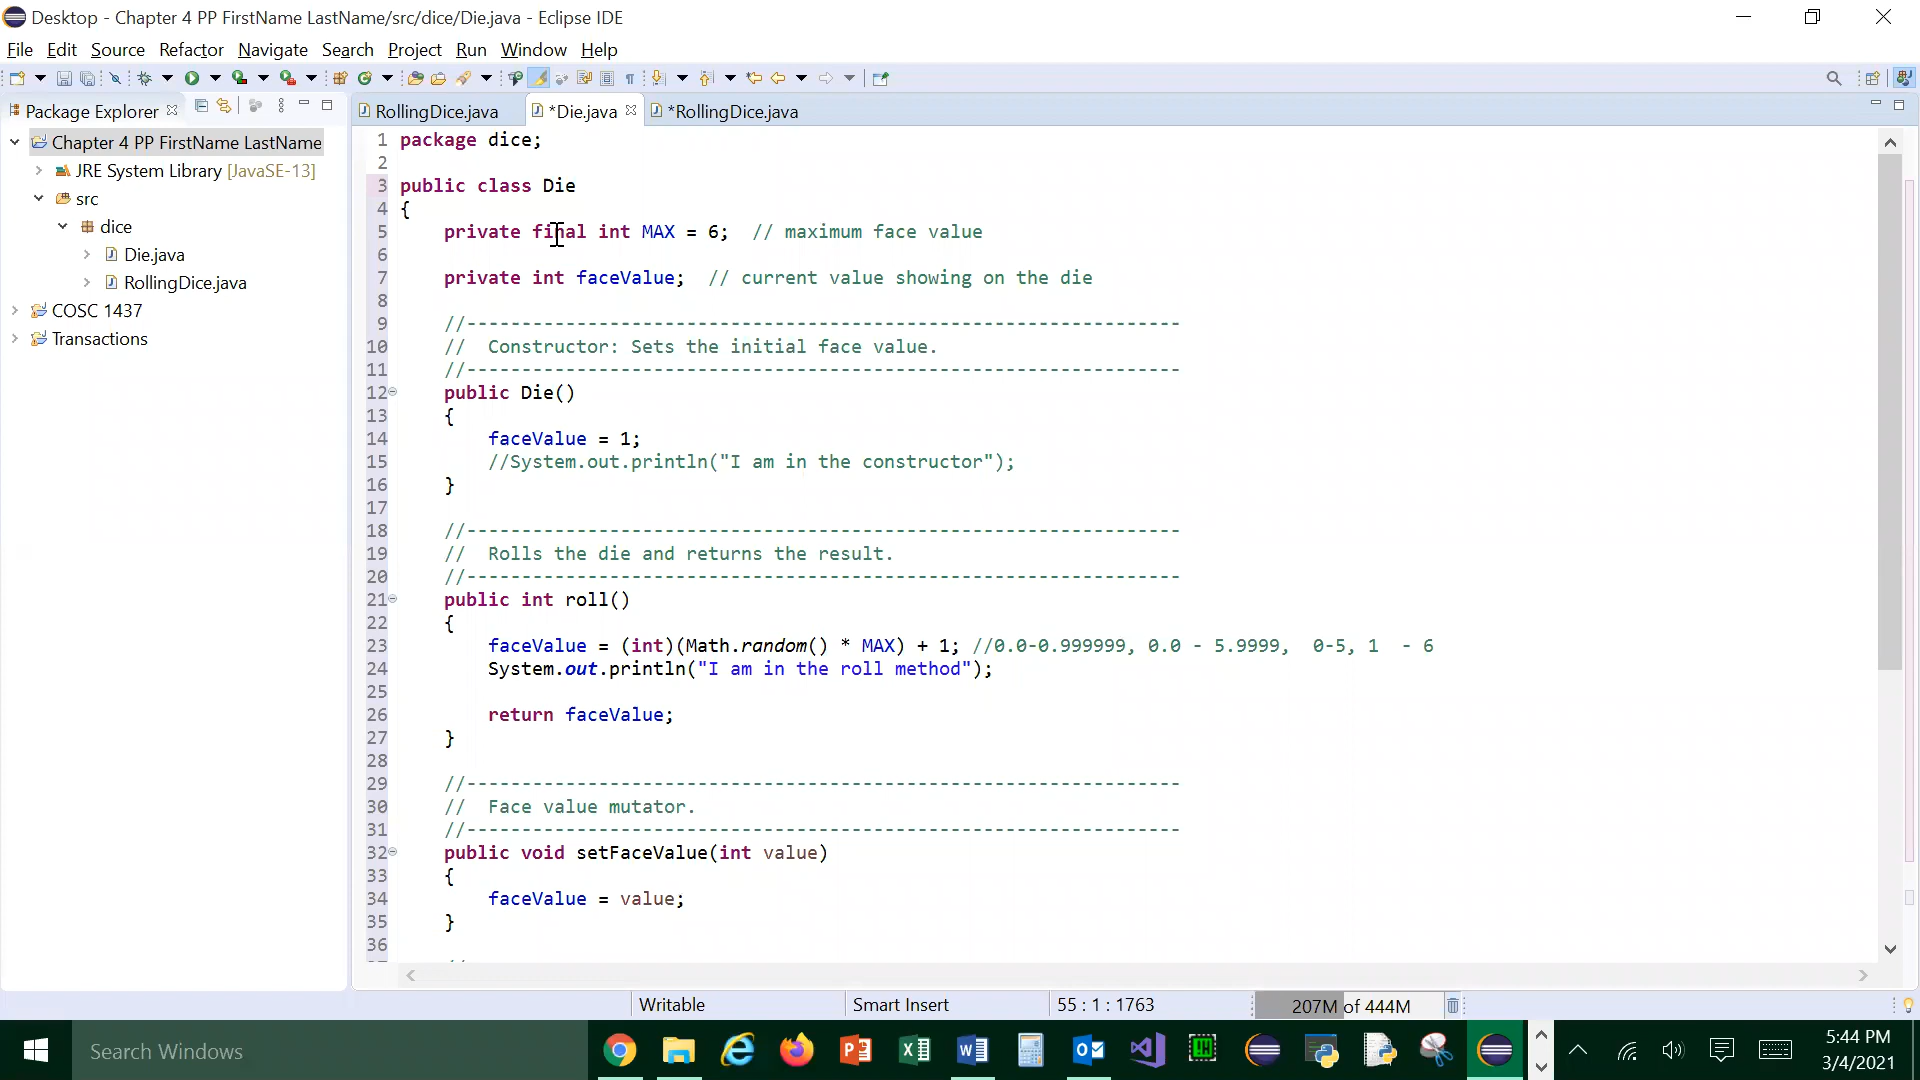 Desktop - Chapter 4 PP FirstName LastName/src/dice/Die.java - Eclipse IDE
File Edit Source Refactor Navigate Search Project Run Window Help
Package Explorer
RollingDice.java *Die.java *RollingDice.java
Chapter 4 PP FirstName LastName
JRE System Library [JavaSE-13]
src
dice
Die.java
RollingDice.java
COSC 1437
Transactions
1 package dice;
2
3 public class Die
4 {
5 private final int MAX = 6; // maximum face value
6
7 private int faceValue; // current value showing on the die
8
9 //-----------------------------------------------------------------
10 // Constructor: Sets the initial face value.
11 //-----------------------------------------------------------------
12 public Die()
13 {
14 faceValue = 1;
15 //System.out.println("I am in the constructor");
16 }
17
18 //-----------------------------------------------------------------
19 // Rolls the die and returns the result.
20 //-----------------------------------------------------------------
21 public int roll()
22 {
23 faceValue = (int)(Math.random() * MAX) + 1; //0.0-0.999999, 0.0 - 5.9999, 0-5, 1 - 6
24 System.out.println("I am in the roll method");
25
26 return faceValue;
27 }
28
29 //-----------------------------------------------------------------
30 // Face value mutator.
31 //-----------------------------------------------------------------
32 public void setFaceValue(int value)
33 {
34 faceValue = value;
35 }
36
Writable Smart Insert 55 : 1 : 1763 207M of 444M
Search Windows
5:44 PM
3/4/2021